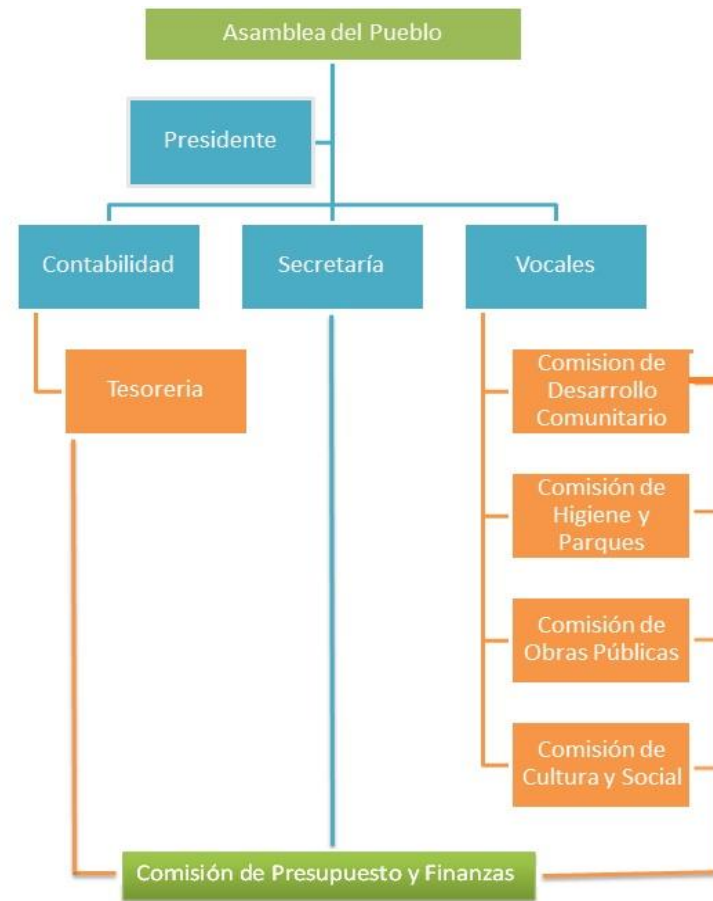 Asamblea del Pueblo
Presidente
Contabilidad
Secretaría
Vocales
Tesoreria
Comision de
Desarrollo
Comunitario
Comisión de
Higiene y
Parques
Comisión de
Obras Públicas
Comisión de
Cultura y Social
Comisión de Presupuesto y Finanzas